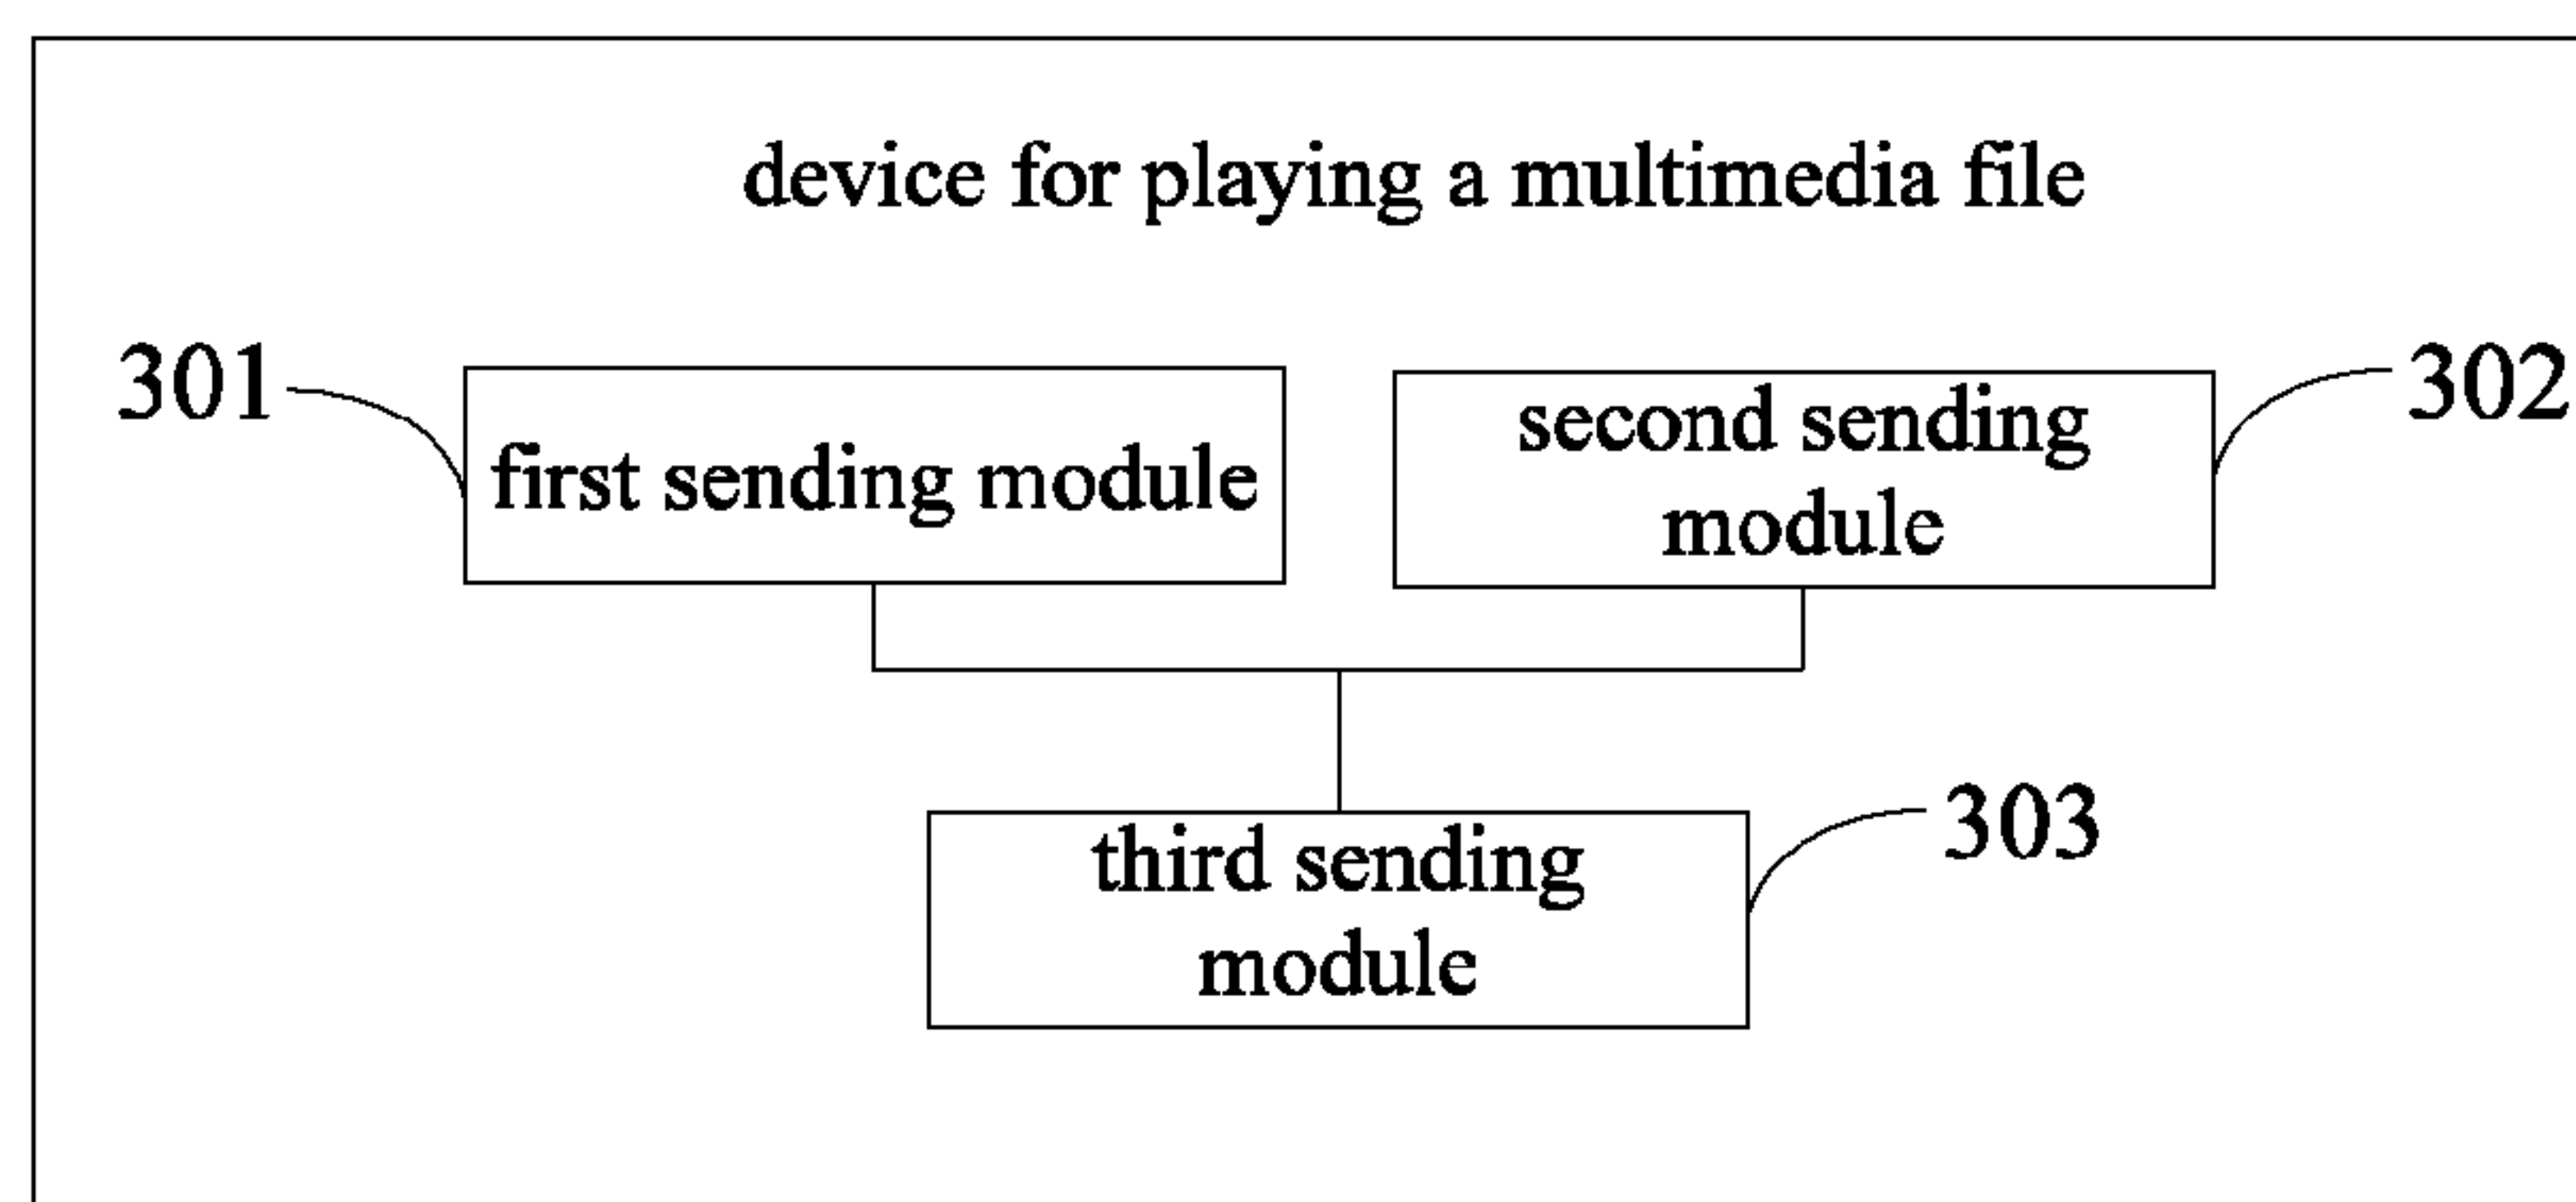 device for playing a multimedia file
301
first sending module
second sending
module
302
third sending
module
303